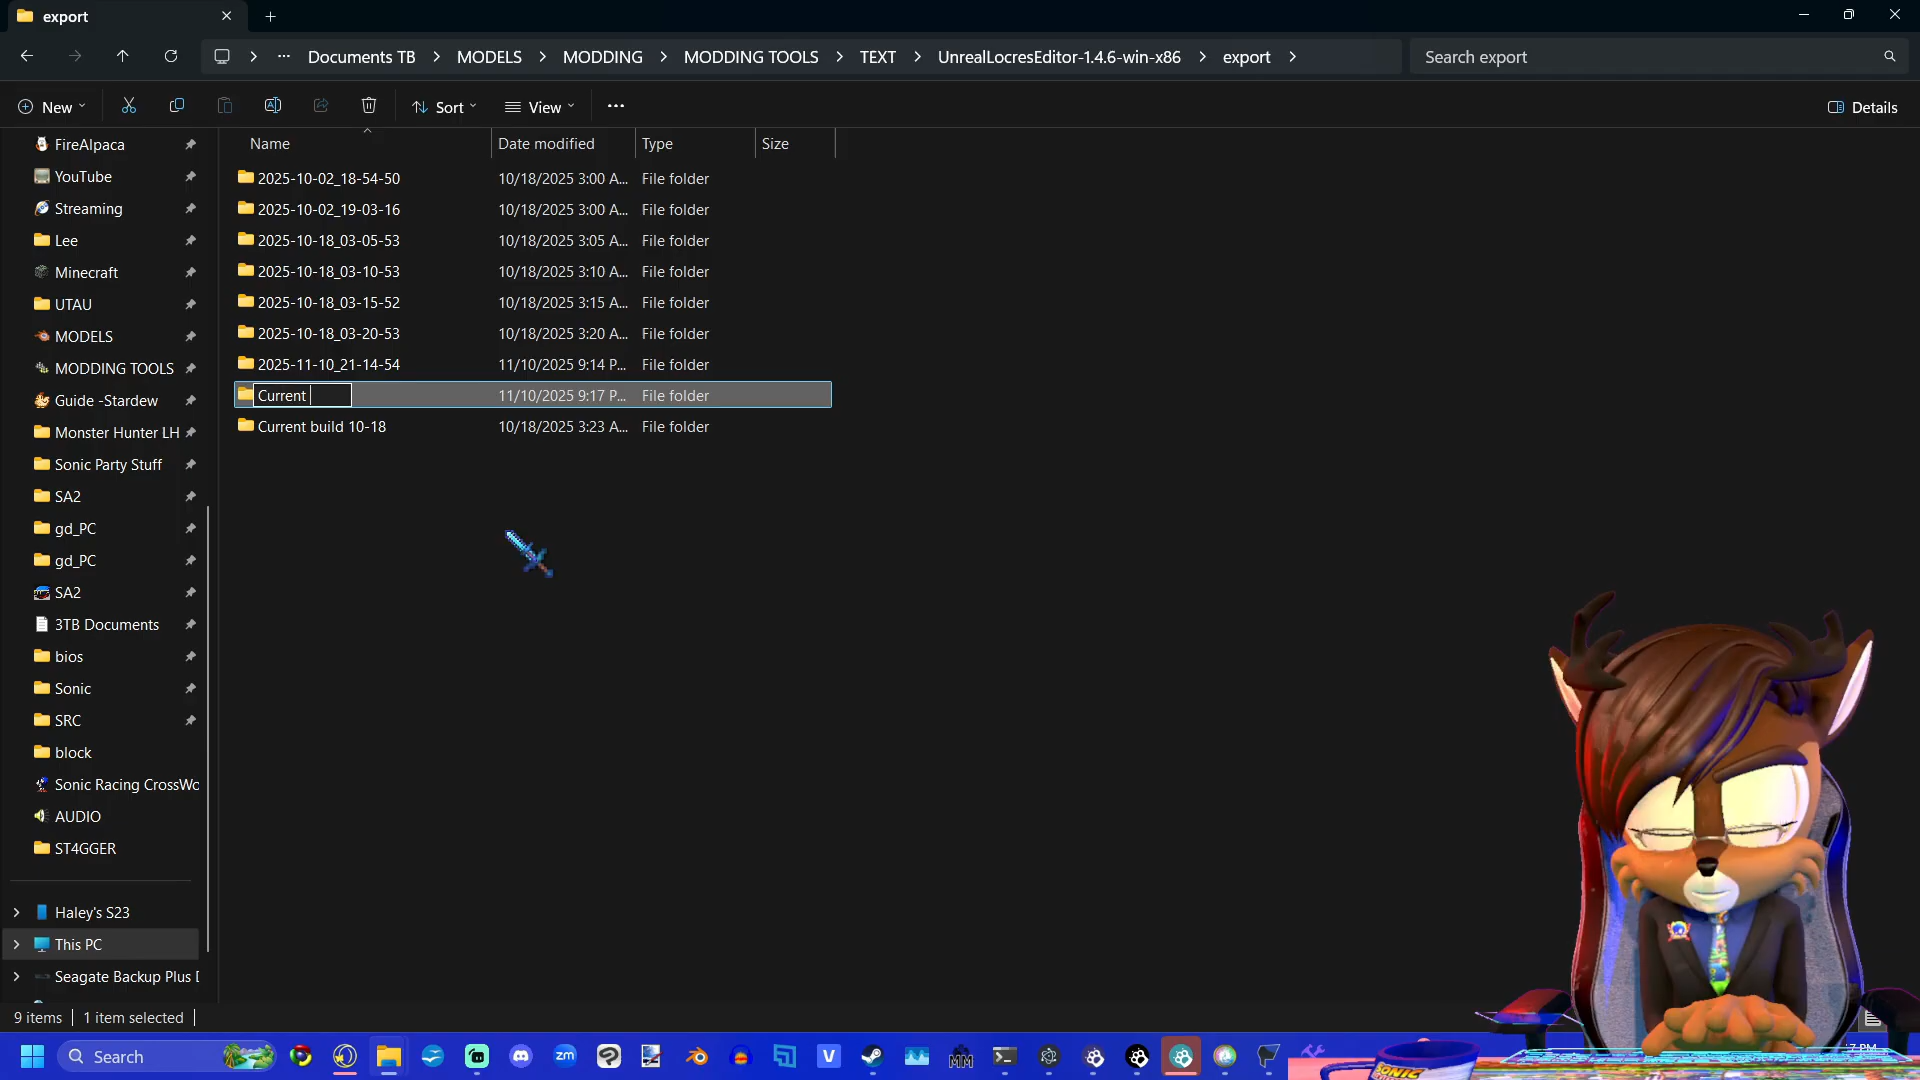 export
Documents TB > MODELS > MODDING > MODDING TOOLS > TEXT > UnrealLocresEditor-1.4.6-win-x86 > export >
Search export
New
Sort
View
Details
Name
Date modified
Type
Size
2025-10-02_18-54-50 10/18/2025 3:00 A... File folder
2025-10-02_19-03-16 10/18/2025 3:00 A... File folder
2025-10-18_03-05-53 10/18/2025 3:05 A... File folder
2025-10-18_03-10-53 10/18/2025 3:10 A... File folder
2025-10-18_03-15-52 10/18/2025 3:15 A... File folder
2025-10-18_03-20-53 10/18/2025 3:20 A... File folder
2025-11-10_21-14-54 11/10/2025 9:14 P... File folder
Current 11/10/2025 9:17 P... File folder
Current build 10-18 10/18/2025 3:23 A... File folder
FireAlpaca
YouTube
Streaming
Lee
Minecraft
UTAU
MODELS
MODDING TOOLS
Guide -Stardew
Monster Hunter LH
Sonic Party Stuff
SA2
gd_PC
gd_PC
SA2
3TB Documents
bios
Sonic
SRC
block
Sonic Racing CrossWo
AUDIO
ST4GGER
Haley's S23
This PC
Seagate Backup Plus D
9 items
1 item selected
Search
zm
V
MM
SONIC
7 PM